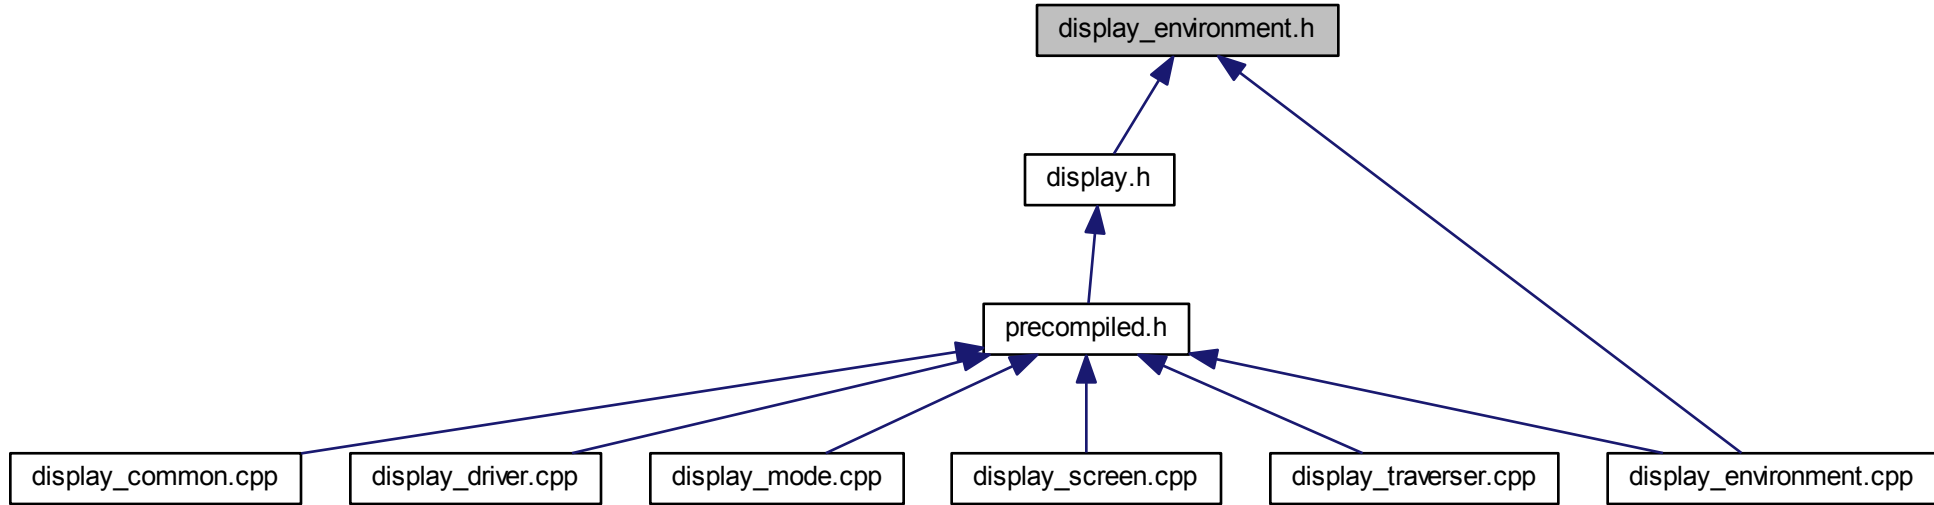 display_environment.h
display.h
precompiled.h
display_common.cpp
display_driver.cpp
display_mode.cpp
display_screen.cpp
display_traverser.cpp
display_environment.cpp